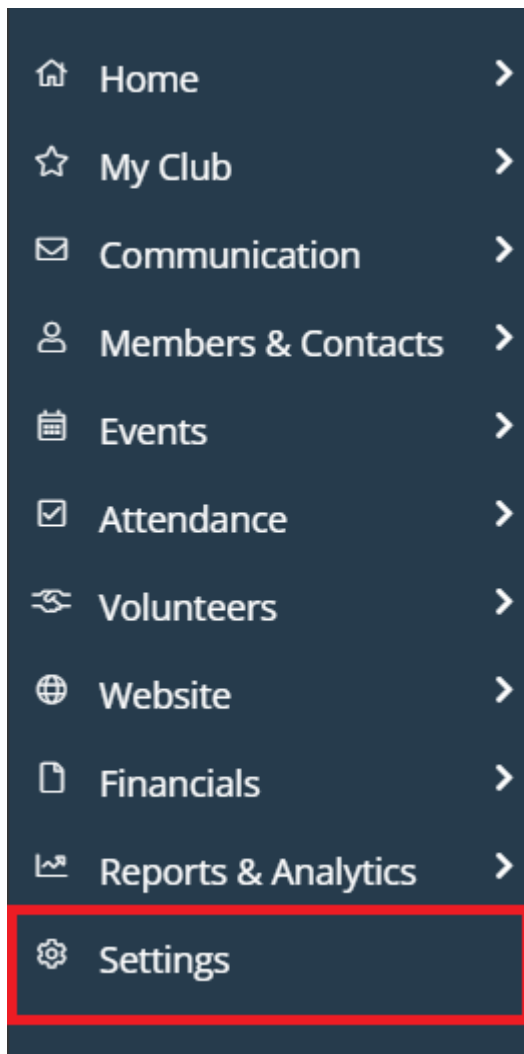 Home
My Club
Communication
Members & Contacts
Events
Attendance
Volunteers
Website
Financials
Reports & Analytics
Settings